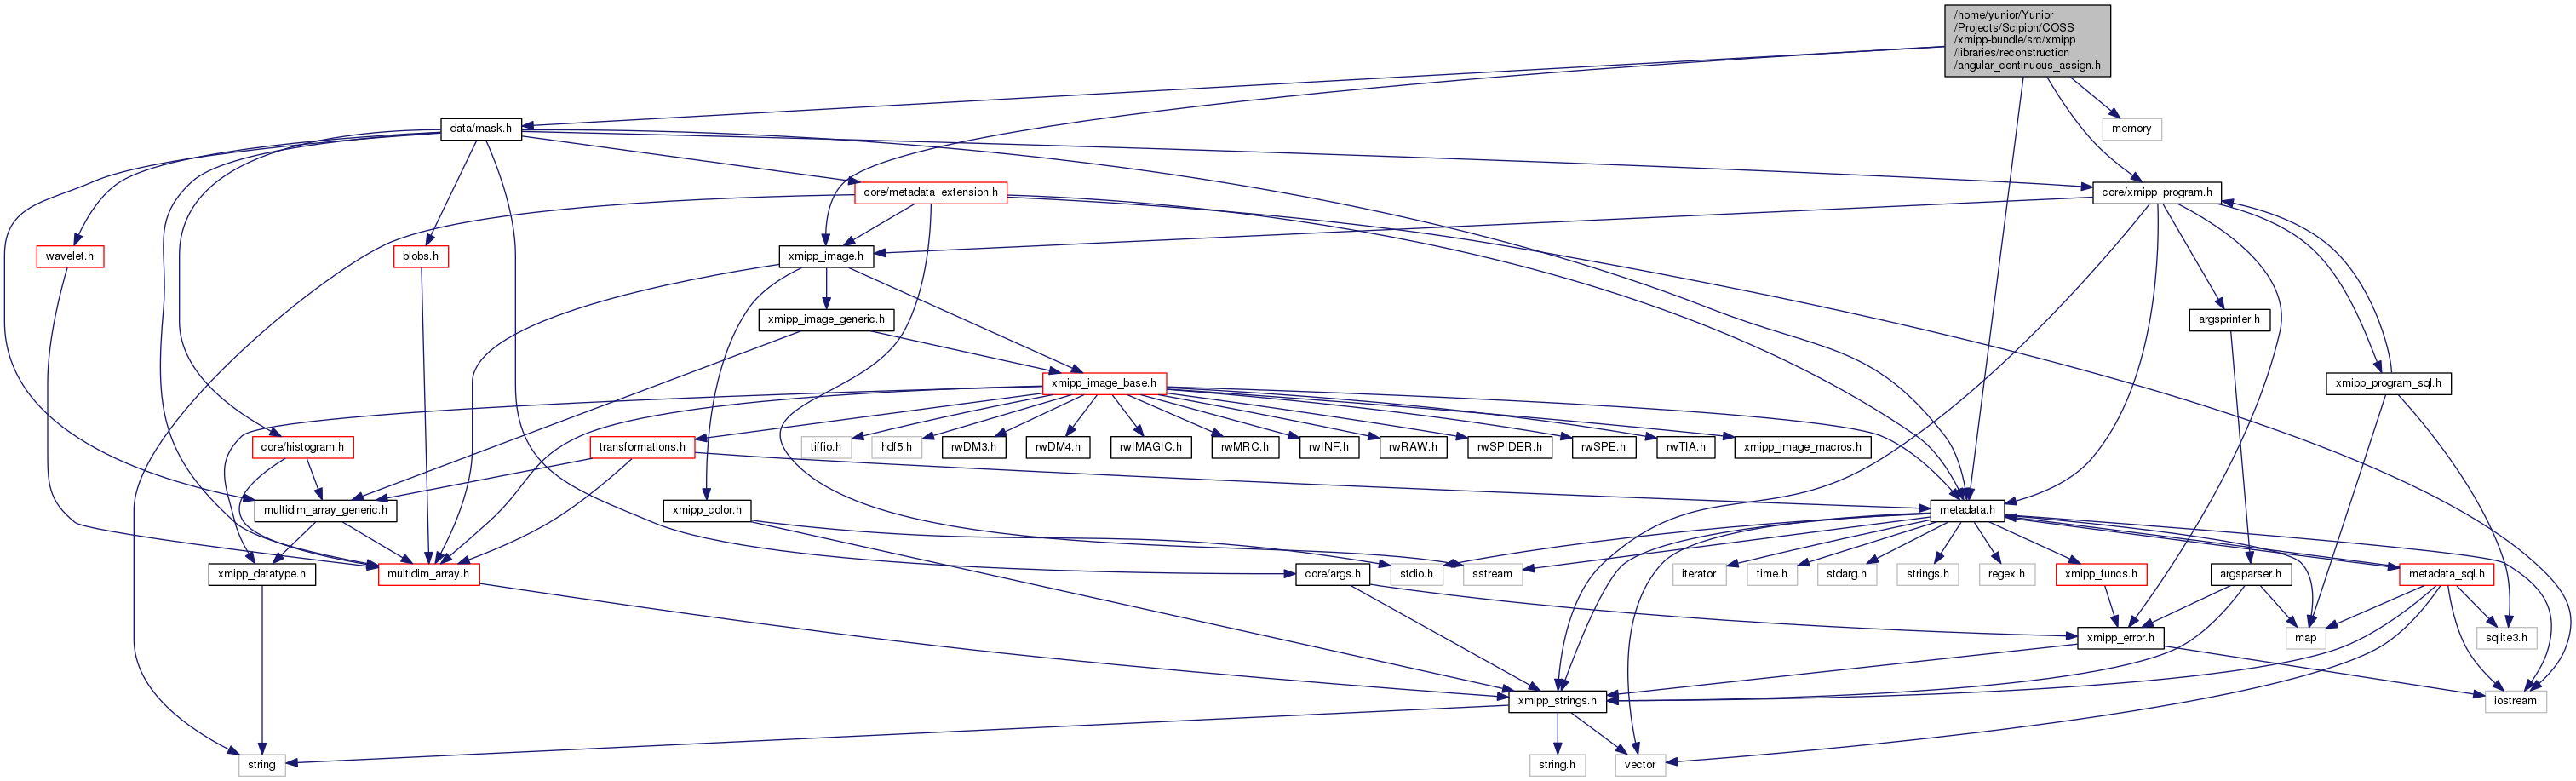 /home/yunior/Yunior
/Projects/Scipion/COSS
/xmipp-bundle/src/xmipp
/libraries/reconstruction
/angular_continuous_assign.h
data/mask.h
memory
core/metadata_extension.h
core/xmipp_program.h
wavelet.h
blobs.h
xmipp_image.h
xmipp_image_generic.h
argsprinter.h
xmipp_image_base.h
xmipp_program_sql.h
core/histogram.h
transformations.h
tiffio.h
hdf5.h
rwDM3.h
rwDM4.h
rwIMAGIC.h
rwMRC.h
rwINF.h
rwRAW.h
rwSPIDER.h
rwSPE.h
rwTIA.h
xmipp_image_macros.h
multidim_array_generic.h
xmipp_color.h
metadata.h
xmipp_datatype.h
multidim_array.h
core/args.h
stdio.h
sstream
iterator
time.h
stdarg.h
strings.h
regex.h
xmipp_funcs.h
argsparser.h
metadata_sql.h
xmipp_error.h
map
sqlite3.h
xmipp_strings.h
iostream
string
string.h
vector